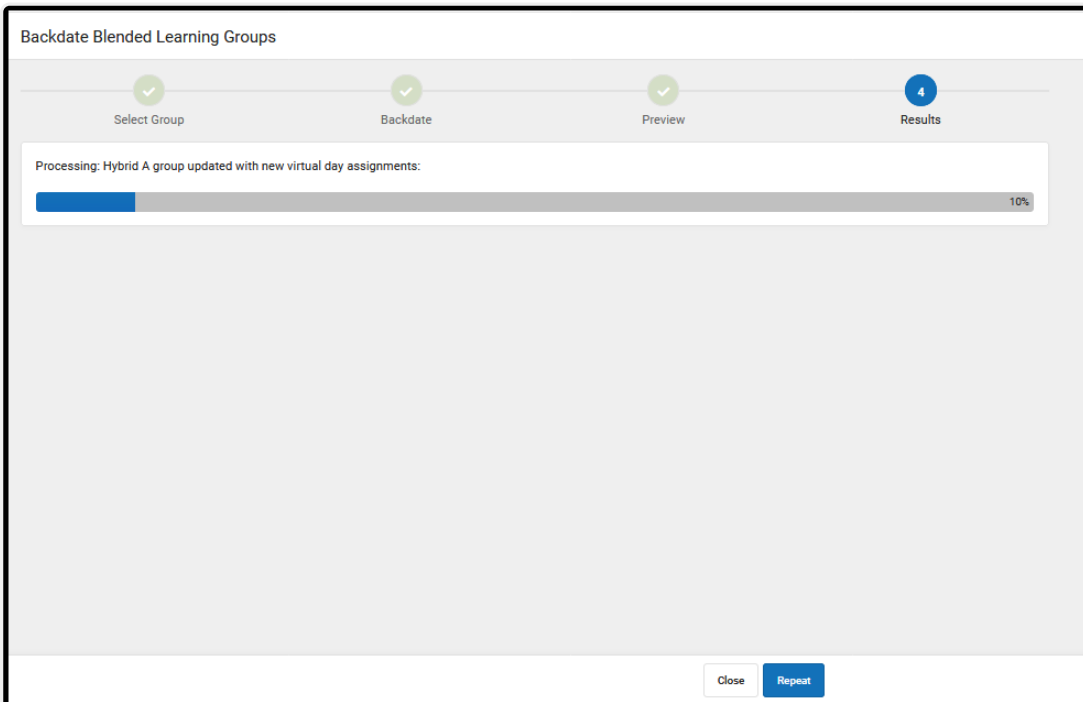 Backdate Blended Learning Groups
4
Select Group Backdate Preview Results
Processing: Hybrid A group updated with new virtual day assignments:
10%
Close Repeat